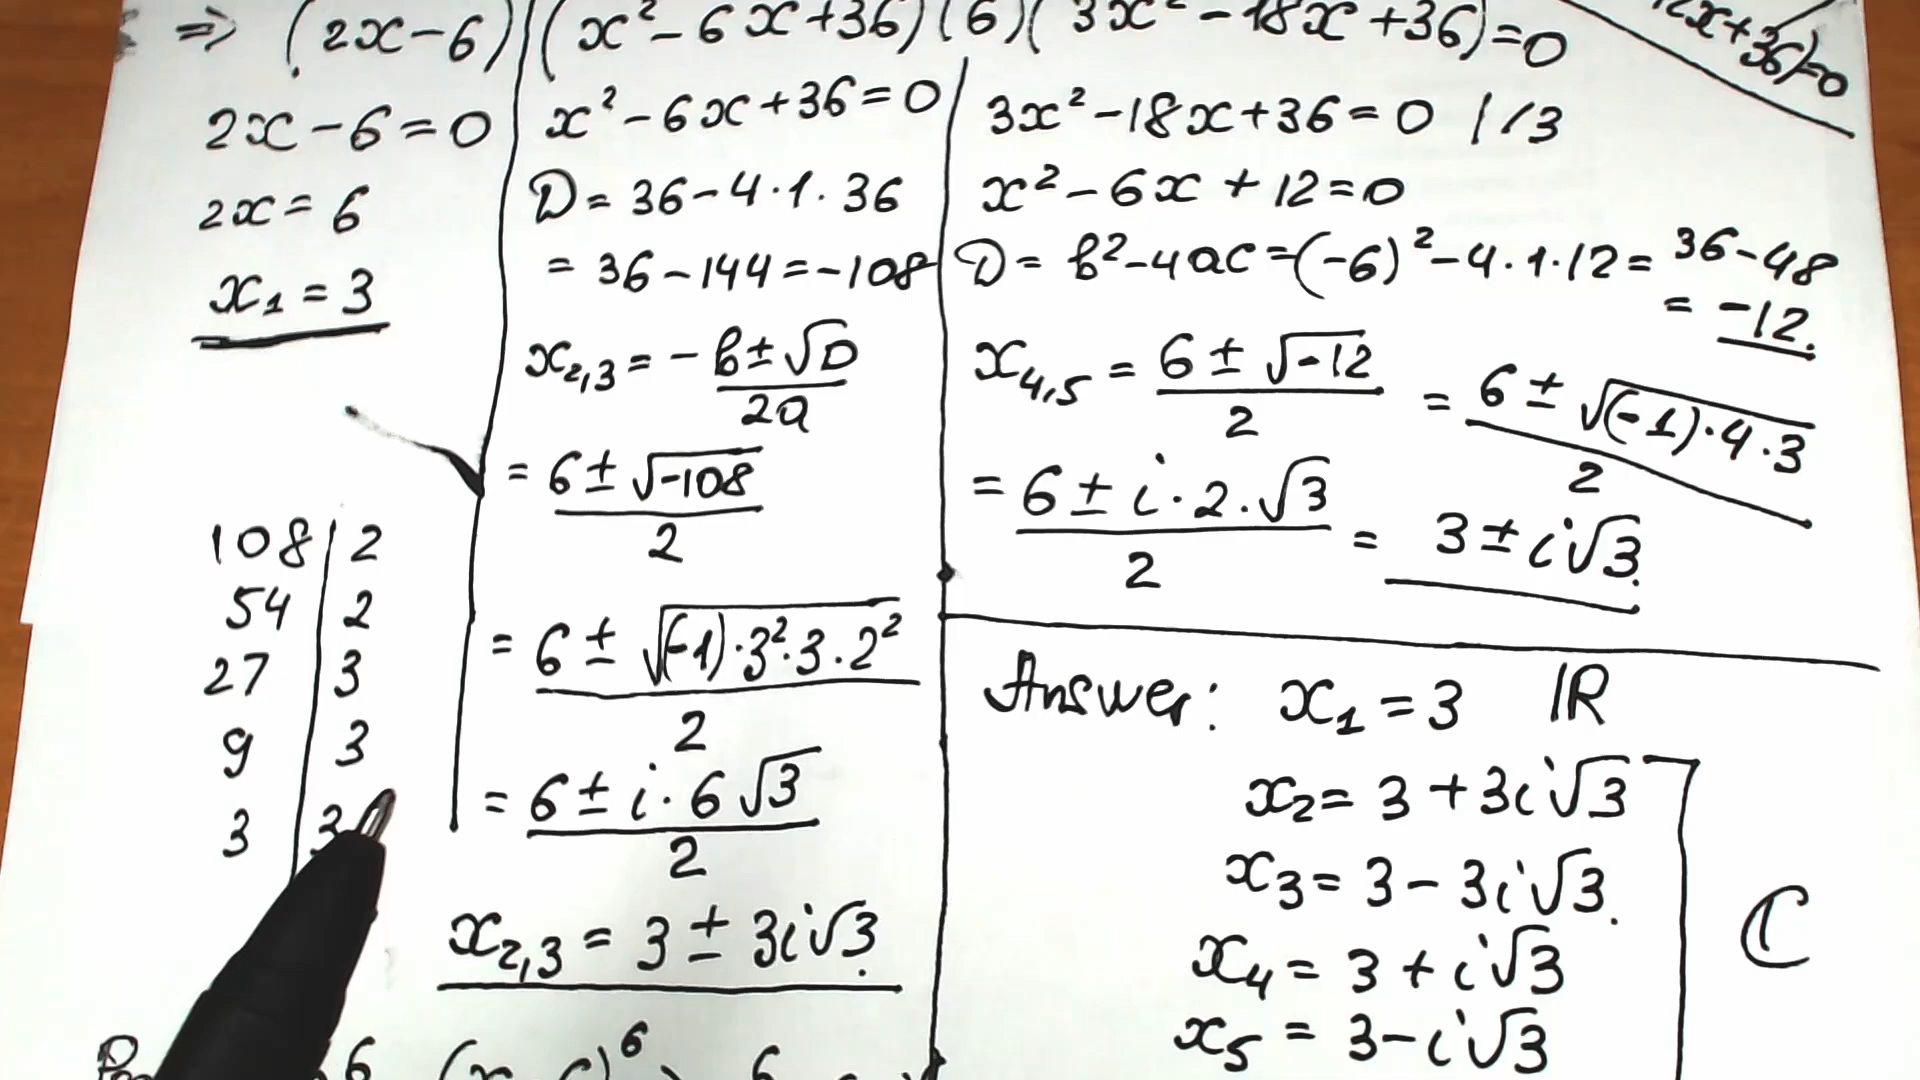 => (2x-6)(x²-6x+36)(6)(3x²-18x+36)=0
2x+36)=0
2x-6=0
2x=6
x₁=3
108|2
54|2
27|3
9|3
3|3
x²-6x+36=0
D=36-4·1·36
=36-144=-108
x₂,₃=-b±√D/2a
=6±√-108/2
=6±√(-1)·3²·3·2²/2
=6±i·6√3/2
x₂,₃=3±3i√3.
3x²-18x+36=0 |/3
x²-6x+12=0
D=b²-4ac=(-6)²-4·1·12=36-48
=-12.
x₄,₅=6±√-12/2=6±√(-1)·4·3/2
=6±i·2·√3/2=3±i√3.
Answer: x₁=3 ℝ
x₂=3+3i√3
x₃=3-3i√3.
x₄=3+i√3
x₅=3-i√3
ℂ